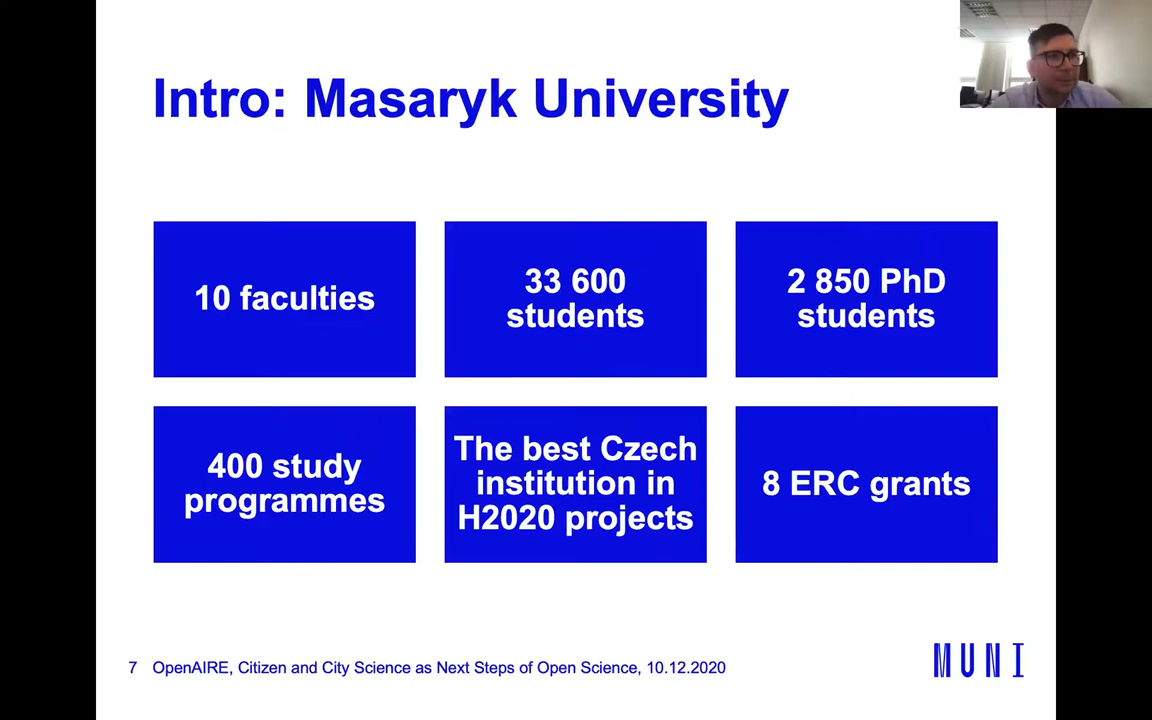 Intro: Masaryk University
10 faculties
33 600
students
2 850 PhD
students
400 study
programmes
The best Czech
institution in
H2020 projects
8 ERC grants
7 OpenAIRE, Citizen and City Science as Next Steps of Open Science, 10.12.2020
MUNI